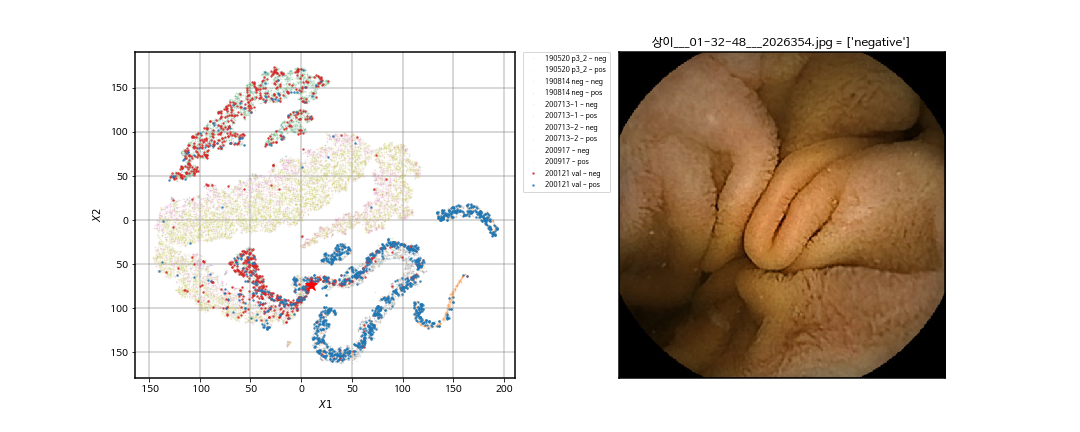 상이___01-32-48___2026354.jpg = ['negative']
190520 p3_2 − neg
190520 p3_2 − pos
190814 neg − neg
190814 neg − pos
200713−1 − neg
200713−1 − pos
200713−2 − neg
200713−2 − pos
200917 − neg
200917 − pos
200121 val − neg
200121 val − pos
X2
150
100
50
0
50
100
150
150
100
50
0
50
100
150
200
X1